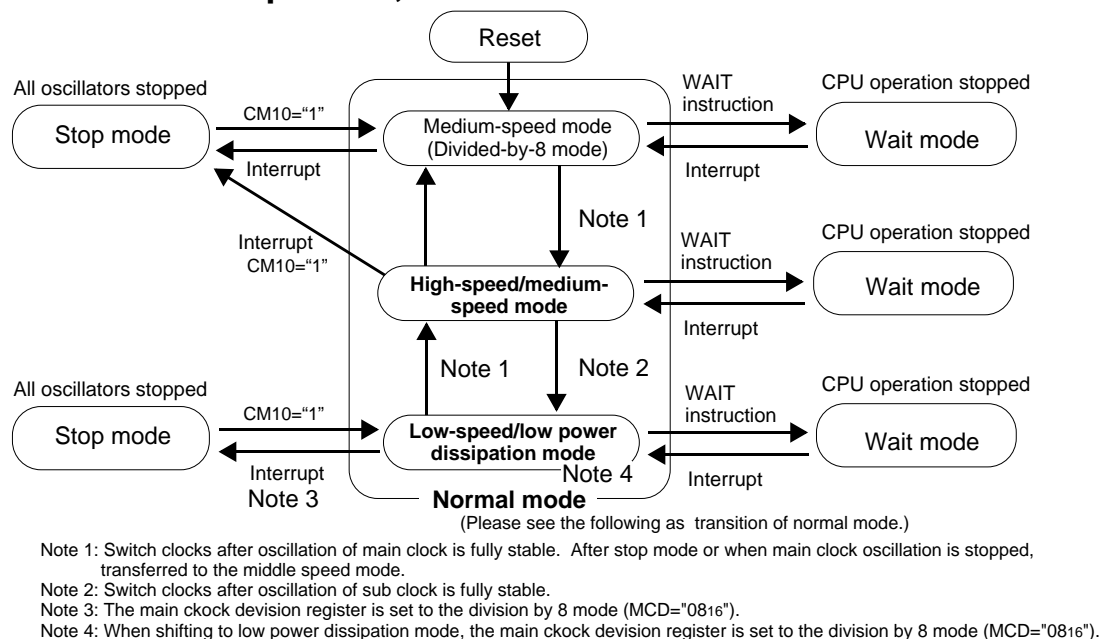 Reset
All oscillators stopped
Stop mode
CM10=“1”
Interrupt
Medium-speed mode
(Divided-by-8 mode)
WAIT
instruction
Interrupt
CPU operation stopped
Wait mode
Note 1
Interrupt
CM10=“1”
High-speed/medium-
speed mode
WAIT
instruction
Interrupt
CPU operation stopped
Wait mode
Note 1
Note 2
All oscillators stopped
Stop mode
CM10=“1”
Interrupt
Note 3
Low-speed/low power
dissipation mode
Note 4
WAIT
instruction
Interrupt
CPU operation stopped
Wait mode
Normal mode
(Please see the following as transition of normal mode.)
Note 1: Switch clocks after oscillation of main clock is fully stable. After stop mode or when main clock oscillation is stopped,
transferred to the middle speed mode.
Note 2: Switch clocks after oscillation of sub clock is fully stable.
Note 3: The main ckock devision register is set to the division by 8 mode (MCD="0816").
Note 4: When shifting to low power dissipation mode, the main ckock devision register is set to the division by 8 mode (MCD="0816").